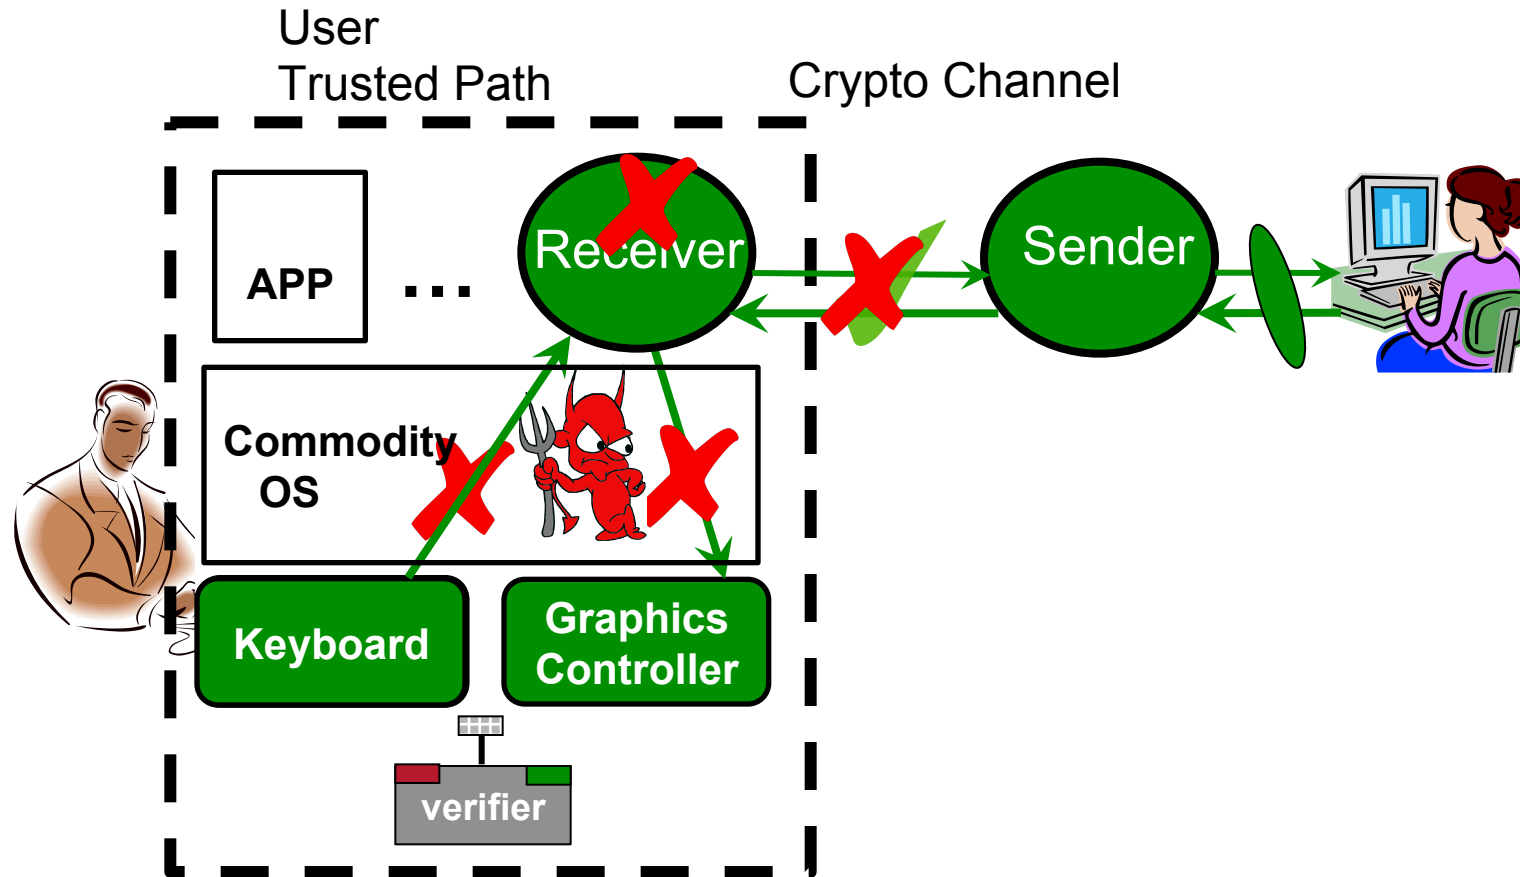 User
Trusted Path
Crypto Channel
APP
...
Receiver
Sender
Commodity
OS
Keyboard
Graphics
Controller
verifier